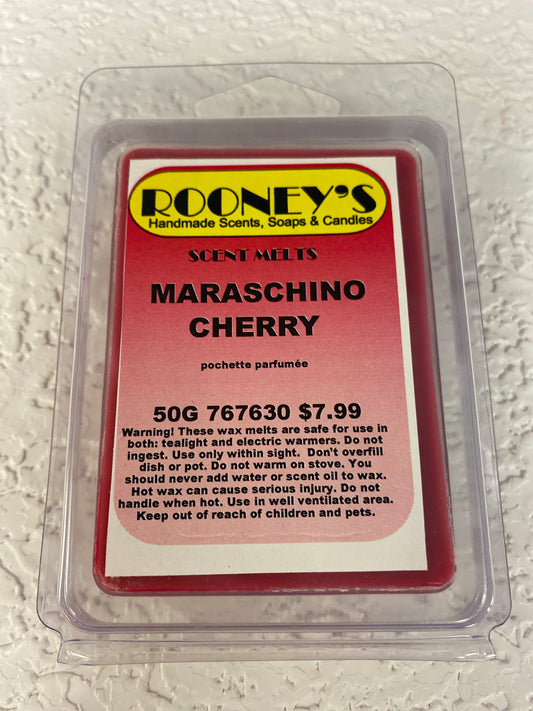 ROONEY'S
Handmade Scents, Soaps & Candles
SCENT MELTS
MARASCHINO
CHERRY
pochette parfumée
50G 767630 $7.99
Warning! These wax melts are safe for use in
both: tealight and electric warmers. Do not
ingest. Use only within sight. Don't overfill
dish or pot. Do not warm on stove. You
should never add water or scent oil to wax.
Hot wax can cause serious injury. Do not
handle when hot. Use in well ventilated area.
Keep out of reach of children and pets.